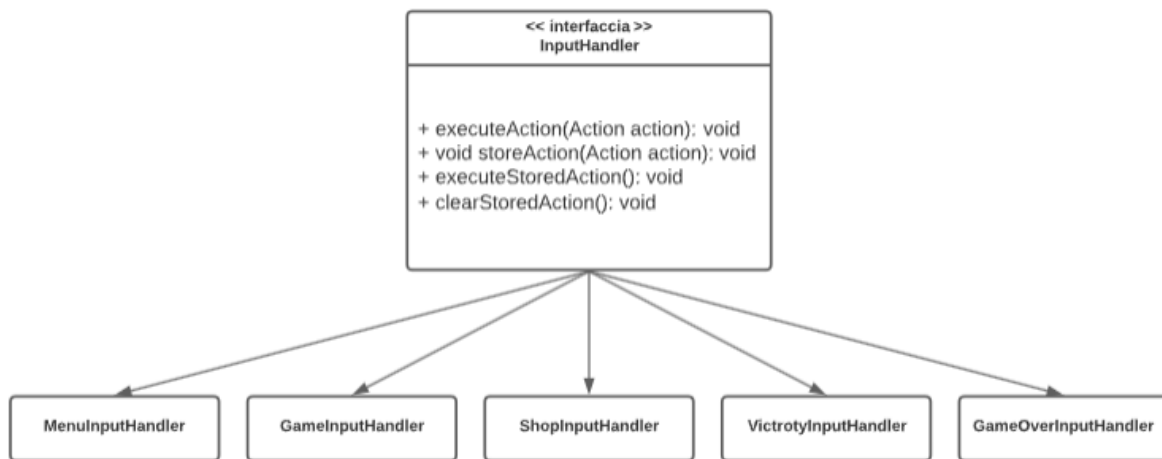 << interfaccia >>
InputHandler
+ executeAction(Action action): void
+ void storeAction(Action action): void
+ executeStoredAction(): void
+ clearStoredAction(): void
MenuInputHandler
GameInputHandler
ShopInputHandler
VictrotyInputHandler
GameOverInputHandler